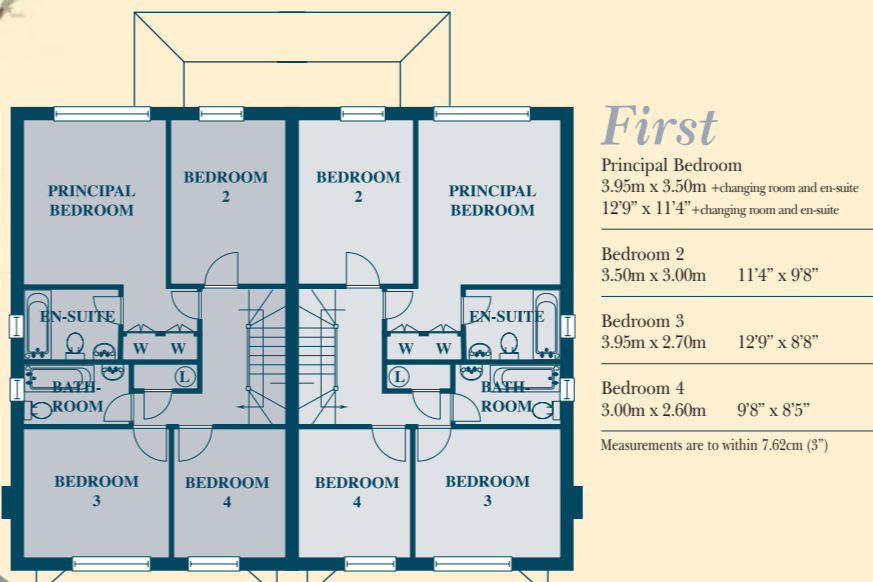 PRINCIPAL
BEDROOM
BEDROOM
2
BEDROOM
2
PRINCIPAL
BEDROOM
EN-SUITE
W W
L
BATH-
ROOM
EN-SUITE
W W
L
BATH-
ROOM
BEDROOM
3
BEDROOM
4
BEDROOM
4
BEDROOM
3
First
Principal Bedroom
3.95m x 3.50m +changing room and en-suite
12’9” x 11’4” +changing room and en-suite
Bedroom 2
3.50m x 3.00m 11’4” x 9’8”
Bedroom 3
3.95m x 2.70m 12’9” x 8’8”
Bedroom 4
3.00m x 2.60m 9’8” x 8’5”
Measurements are to within 7.62cm (3”)